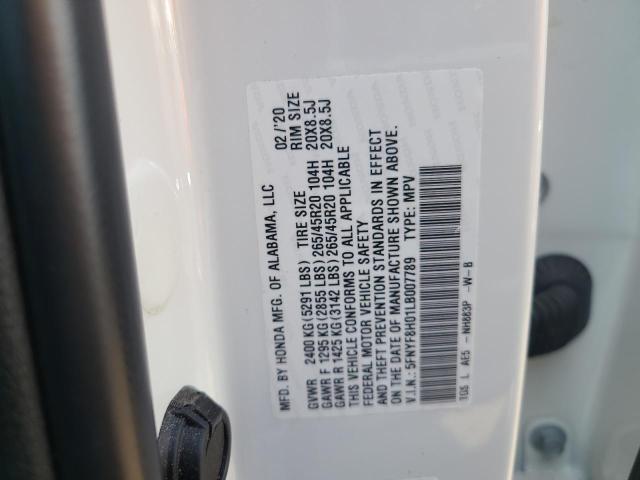 MFD. BY HONDA MFG. OF ALABAMA, LLC 02/'20
GVWR 2400 KG (5291 LBS) TIRE SIZE RIM SIZE
GAWR F 1295 KG (2855 LBS) 265/45R20 104H 20X8.5J
GAWR R 1425 KG (3142 LBS) 265/45R20 104H 20X8.5J
THIS VEHICLE CONFORMS TO ALL APPLICABLE
FEDERAL MOTOR VEHICLE SAFETY
AND THEFT PREVENTION STANDARDS IN EFFECT
ON THE DATE OF MANUFACTURE SHOWN ABOVE.
V.I.N.: 5FNYF8H01LB007789 TYPE: MPV
TGS L AE5 -NH883P -W-B